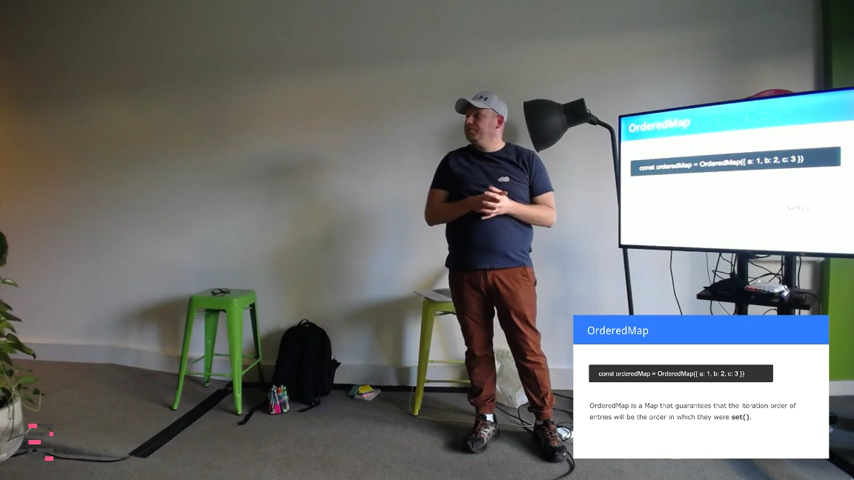 OrderedMap
const orderedMap = OrderedMap({ a: 1, b: 2, c: 3 })
set()
OrderedMap
const orderedMap = OrderedMap({ a: 1, b: 2, c: 3 })
OrderedMap is a Map that guarantees that the iteration order of
entries will be the order in which they were set().